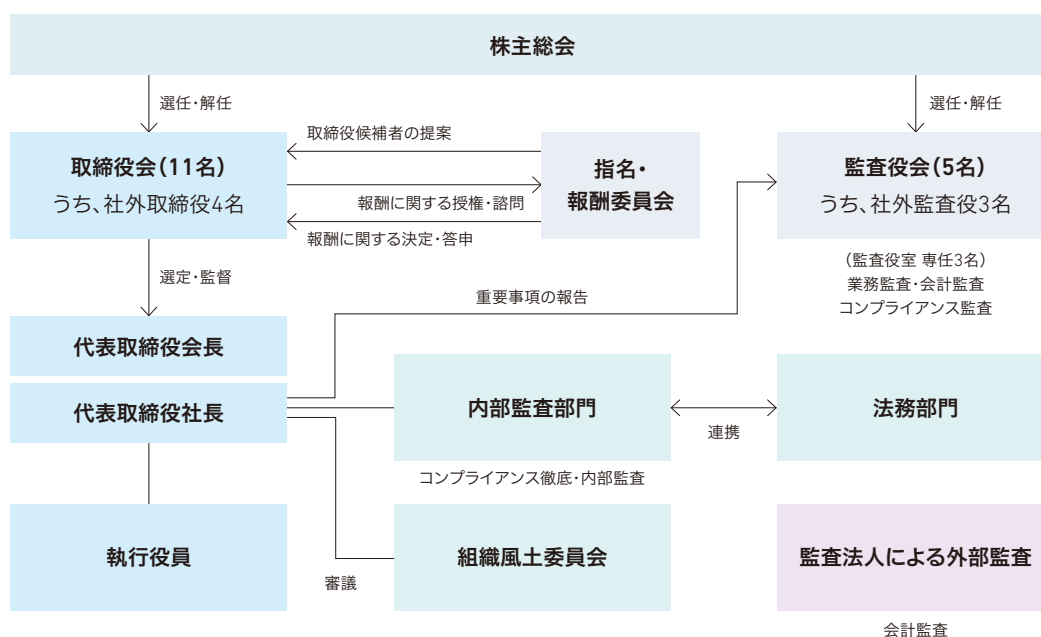 株主総会
選任・解任
選任・解任
取締役会(11名)
うち、社外取締役4名
取締役候補者の提案
報酬に関する授権・諮問
報酬に関する決定・答申
指名・
報酬委員会
監査役会(5名)
うち、社外監査役3名
(監査役室 専任3名)
業務監査・会計監査
コンプライアンス監査
選定・監督
重要事項の報告
代表取締役会長
代表取締役社長
内部監査部門
連携
法務部門
コンプライアンス徹底・内部監査
執行役員
審議
組織風土委員会
監査法人による外部監査
会計監査